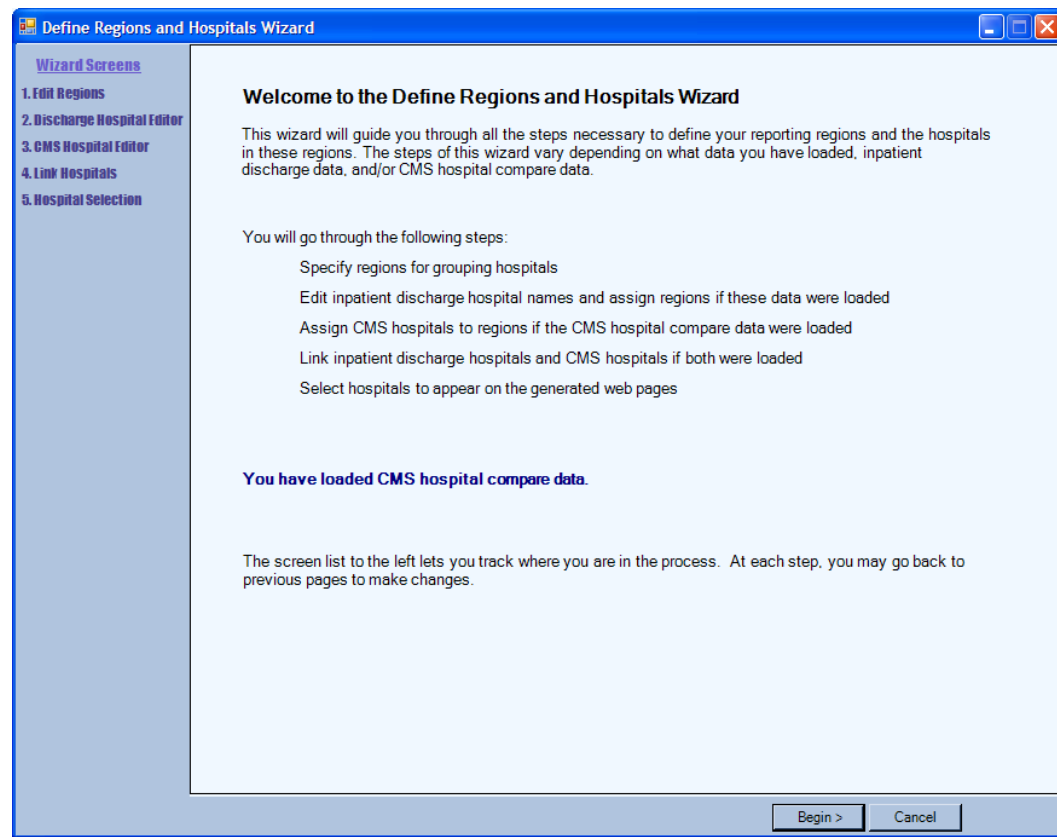 Define Regions and Hospitals Wizard
Wizard Screens
1. Edit Regions
2. Discharge Hospital Editor
3. CMS Hospital Editor
4. Link Hospitals
5. Hospital Selection
Welcome to the Define Regions and Hospitals Wizard
This wizard will guide you through all the steps necessary to define your reporting regions and the hospitals
in these regions. The steps of this wizard vary depending on what data you have loaded, inpatient
discharge data, and/or CMS hospital compare data.
You will go through the following steps:
Specify regions for grouping hospitals
Edit inpatient discharge hospital names and assign regions if these data were loaded
Assign CMS hospitals to regions if the CMS hospital compare data were loaded
Link inpatient discharge hospitals and CMS hospitals if both were loaded
Select hospitals to appear on the generated web pages
You have loaded CMS hospital compare data.
The screen list to the left lets you track where you are in the process. At each step, you may go back to
previous pages to make changes.
Begin >
Cancel